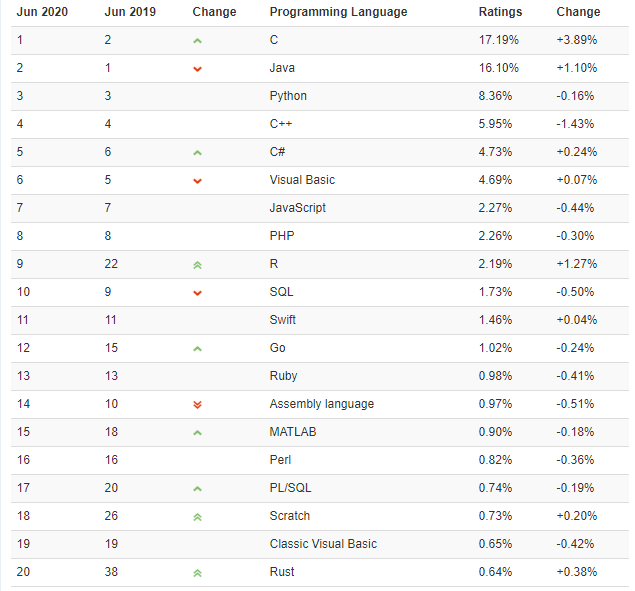 Jun 2020 Jun 2019 Change Programming Language Ratings Change
1 2 C 17.19% +3.89%
2 1 Java 16.10% +1.10%
3 3 Python 8.36% -0.16%
4 4 C++ 5.95% -1.43%
5 6 C# 4.73% +0.24%
6 5 Visual Basic 4.69% +0.07%
7 7 JavaScript 2.27% -0.44%
8 8 PHP 2.26% -0.30%
9 22 R 2.19% +1.27%
10 9 SQL 1.73% -0.50%
11 11 Swift 1.46% +0.04%
12 15 Go 1.02% -0.24%
13 13 Ruby 0.98% -0.41%
14 10 Assembly language 0.97% -0.51%
15 18 MATLAB 0.90% -0.18%
16 16 Perl 0.82% -0.36%
17 20 PL/SQL 0.74% -0.19%
18 26 Scratch 0.73% +0.20%
19 19 Classic Visual Basic 0.65% -0.42%
20 38 Rust 0.64% +0.38%